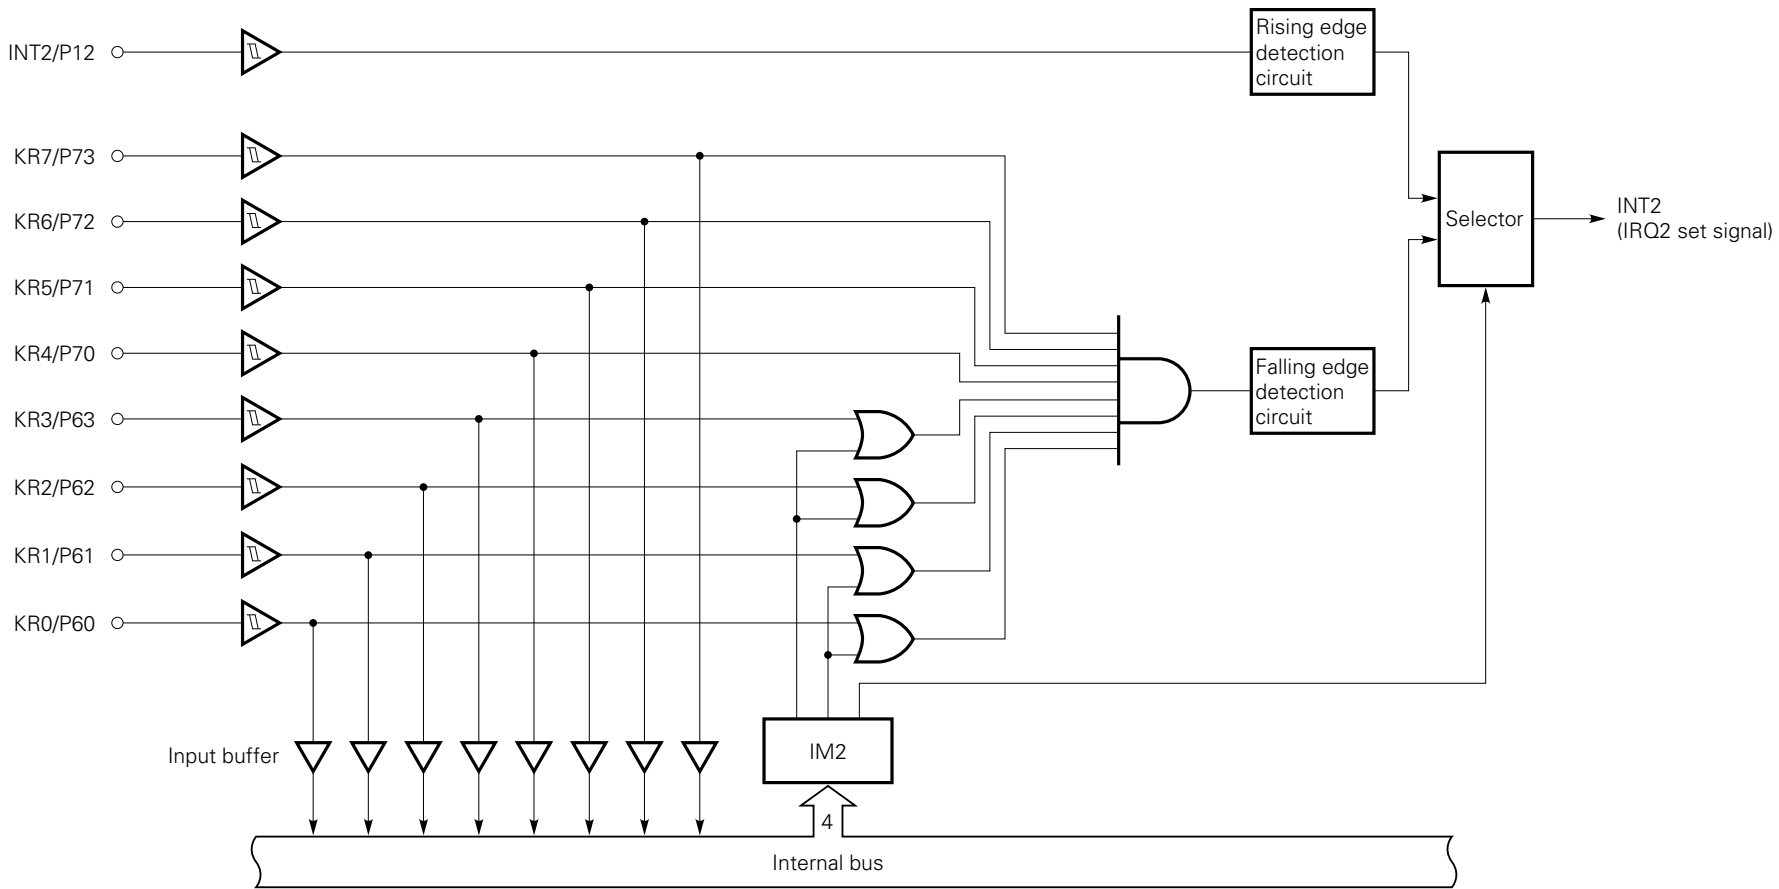 INT2/P12
Rising edge
detection
circuit
KR7/P73
KR6/P72
Selector
INT2
(IRQ2 set signal)
KR5/P71
KR4/P70
Falling edge
detection
circuit
KR3/P63
KR2/P62
KR1/P61
KR0/P60
Input buffer
IM2
4
Internal bus